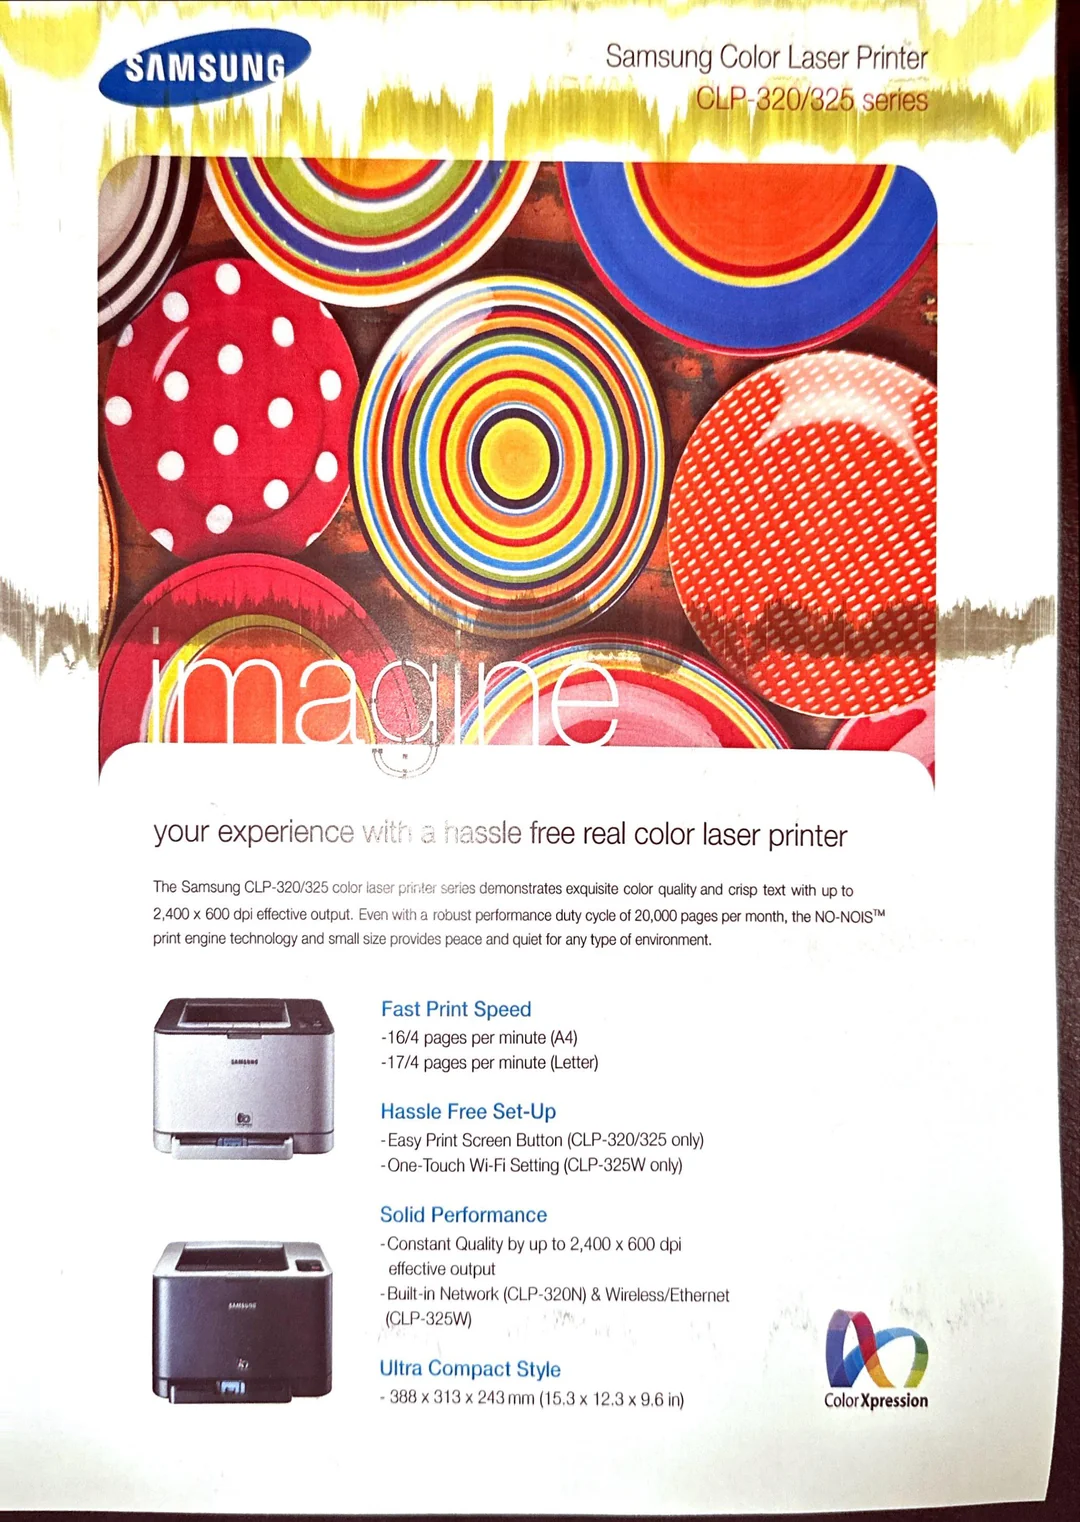 SAMSUNG
Samsung Color Laser Printer
CLP-320/325 series
imagine
your experience with a hassle free real color laser printer
The Samsung CLP-320/325 color laser printer series demonstrates exquisite color quality and crisp text with up to
2,400 x 600 dpi effective output. Even with a robust performance duty cycle of 20,000 pages per month, the NO-NOIS™
print engine technology and small size provides peace and quiet for any type of environment.
SAMSUNG
Fast Print Speed
-16/4 pages per minute (A4)
-17/4 pages per minute (Letter)
Hassle Free Set-Up
-Easy Print Screen Button (CLP-320/325 only)
-One-Touch Wi-Fi Setting (CLP-325W only)
SAMSUNG
Solid Performance
-Constant Quality by up to 2,400 x 600 dpi
effective output
-Built-in Network (CLP-320N) & Wireless/Ethernet
(CLP-325W)
Ultra Compact Style
- 388 x 313 x 243 mm (15.3 x 12.3 x 9.6 in)
ColorXpression